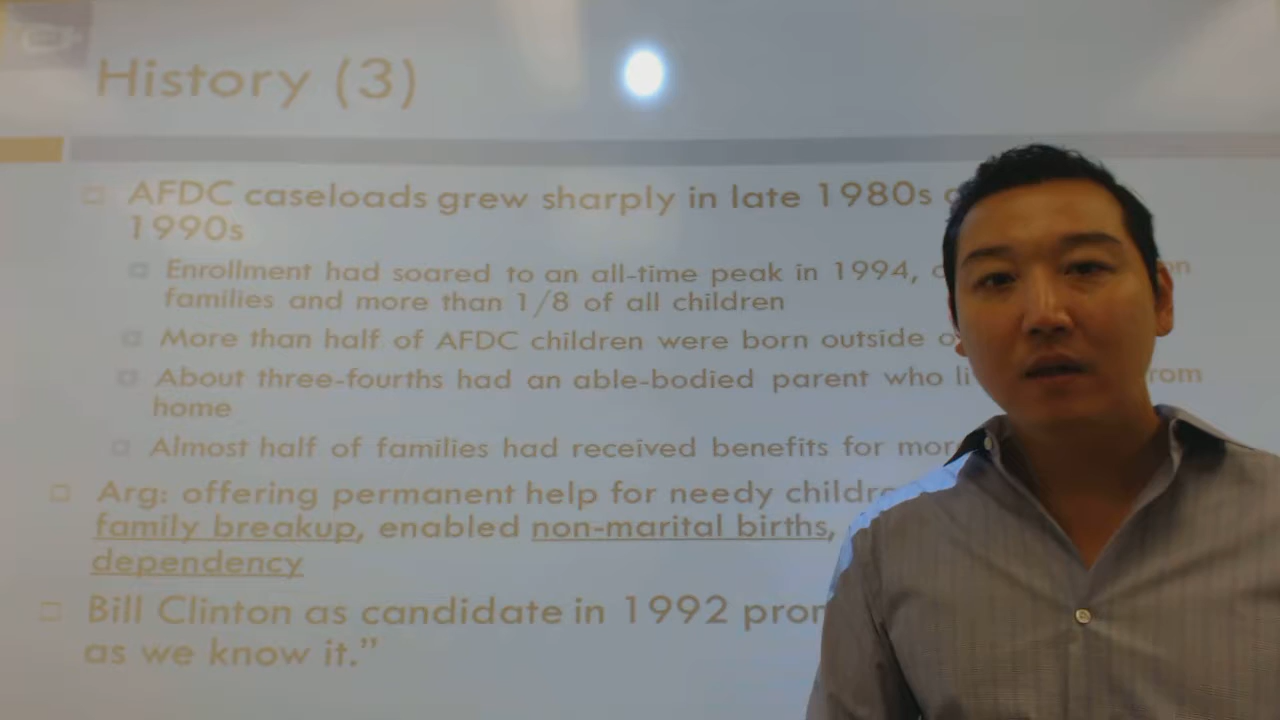 History (3)
AFDC caseloads grew sharply in late 1980s
1990s
Enrollment had soared to an all-time peak in 1994,
families and more than 1/8 of all children
More than half of AFDC children were born outside
About three-fourths had an able-bodied parent who
home
Almost half of families had received benefits for
Arg: offering permanent help for needy
family breakup, enabled non-marital births,
dependency
Bill Clinton as candidate in 1992
as we know it.”